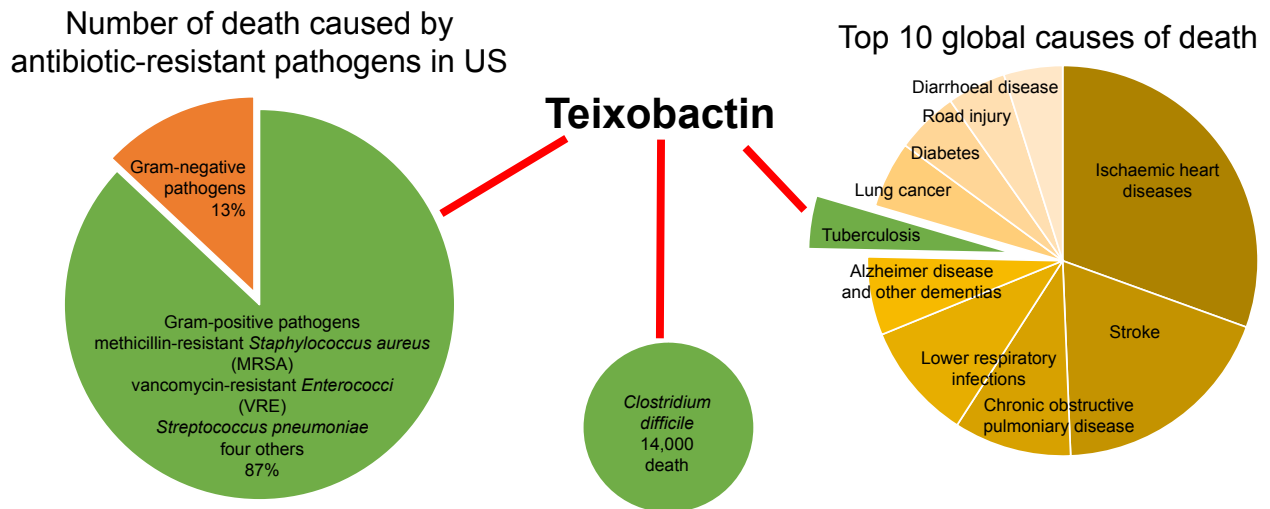 Number of death caused by
antibiotic-resistant pathogens in US
Gram-negative
pathogens
13%
Gram-positive pathogens
methicillin-resistant Staphylococcus aureus
(MRSA)
vancomycin-resistant Enterococci
(VRE)
Streptococcus pneumoniae
four others
87%
Teixobactin
Clostridium
difficile
14,000
death
Top 10 global causes of death
Diarrhoeal disease
Road injury
Diabetes
Lung cancer
Tuberculosis
Alzheimer disease
and other dementias
Lower respiratory
infections
Chronic obstructive
pulmoniary disease
Stroke
Ischaemic heart
diseases